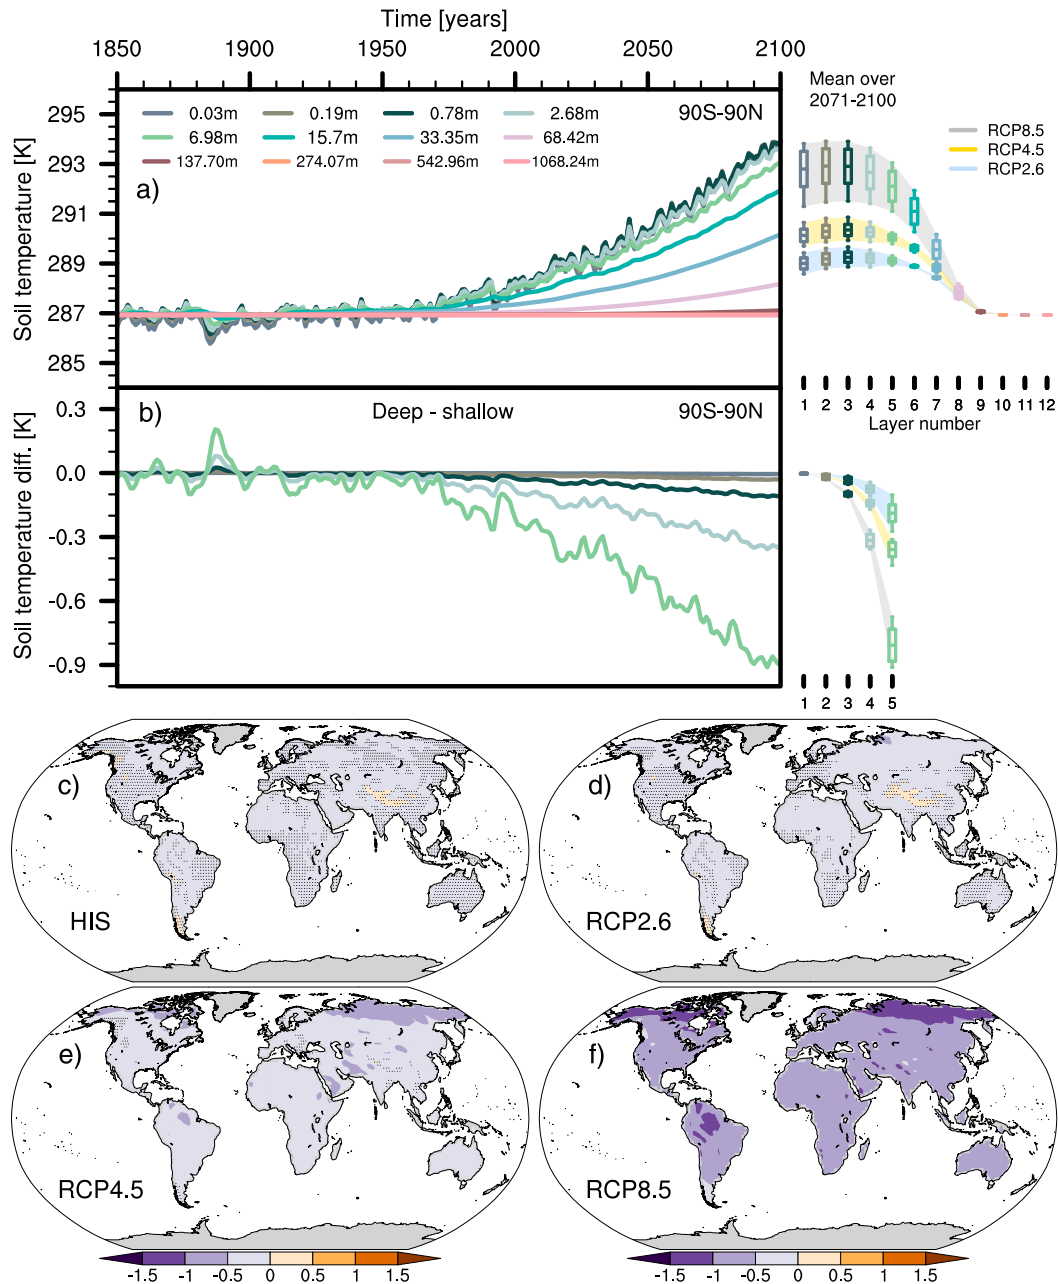 Time [years]
1850 1900 1950 2000 2050 2100
Mean over
2071-2100
295
293
291
289
287
285
Soil temperature [K]
0.03m 0.19m 0.78m 2.68m 90S-90N
6.98m 15.7m 33.35m 68.42m
137.70m 274.07m 542.96m 1068.24m
a)
RCP8.5
RCP4.5
RCP2.6
1 2 3 4 5 6 7 8 9 10 11 12
Layer number
b) Deep - shallow 90S-90N
0.3
0.0
-0.3
-0.6
-0.9
Soil temperature diff. [K]
1 2 3 4 5
c)
HIS
d)
RCP2.6
e)
RCP4.5
f)
RCP8.5
-1.5 -1 -0.5 0 0.5 1 1.5
-1.5 -1 -0.5 0 0.5 1 1.5